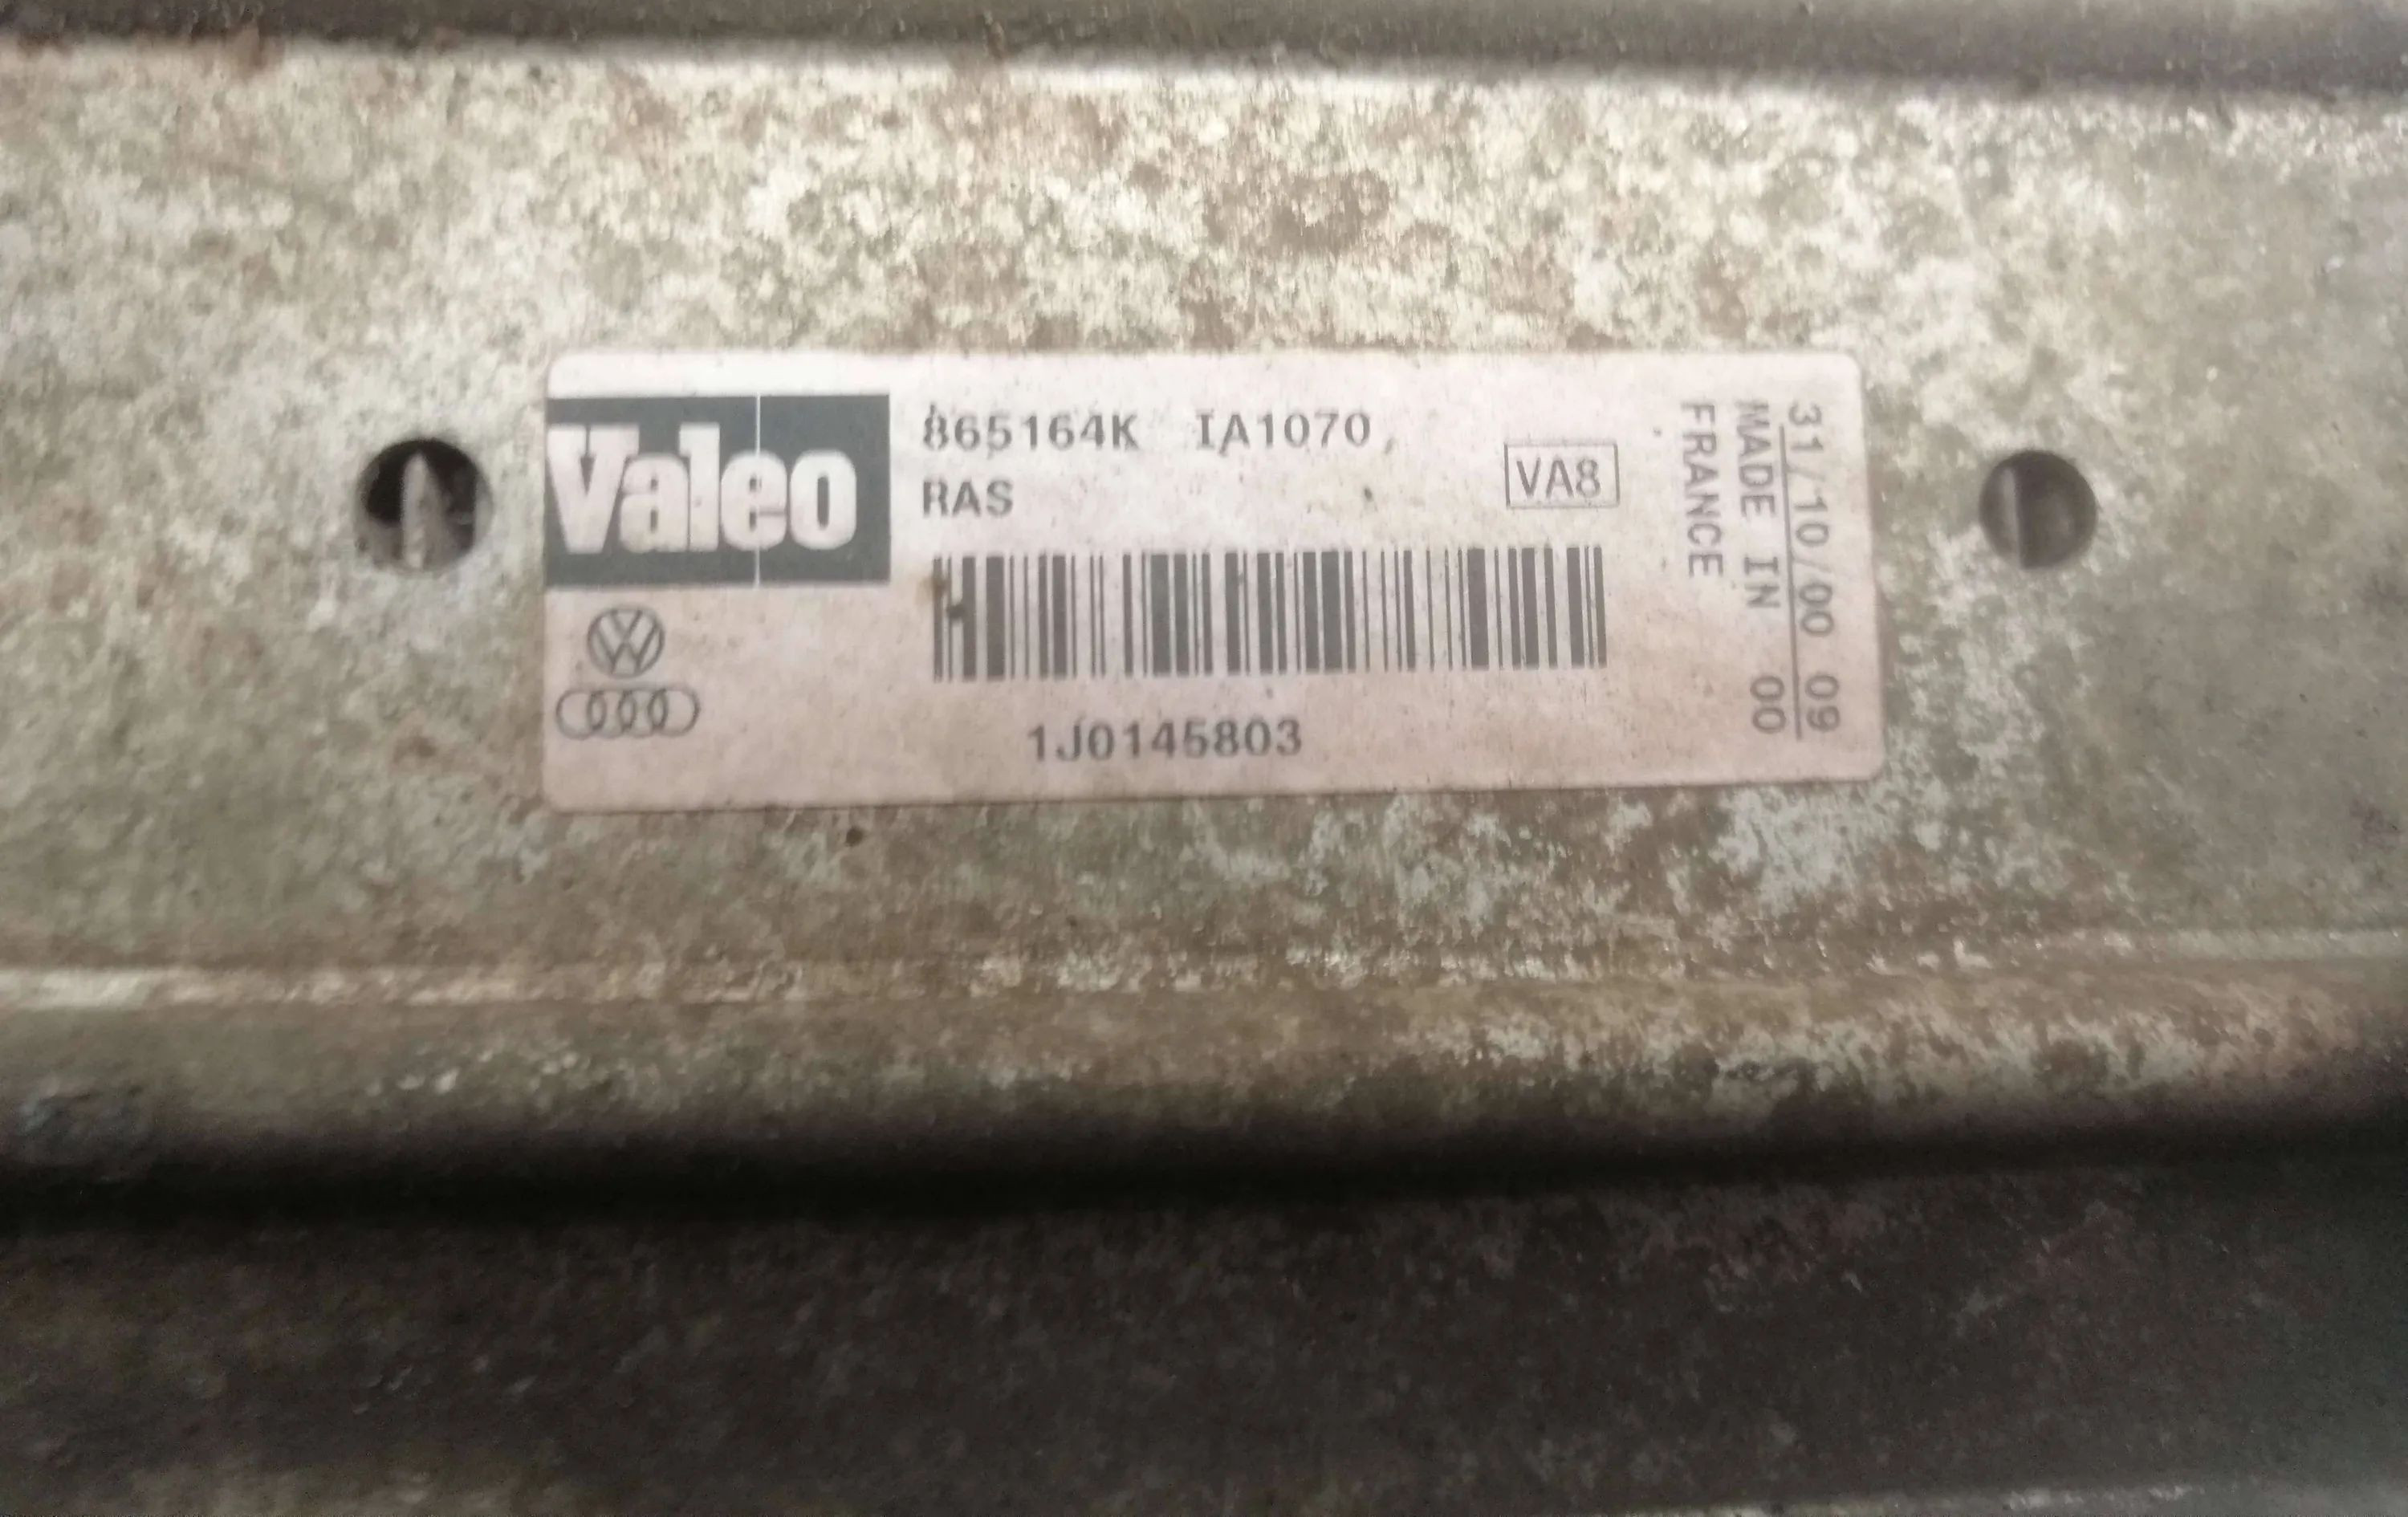 Valeo
865164K IA1070
RAS
VA8
1J0145803
31/10/00 09
MADE IN 00
FRANCE